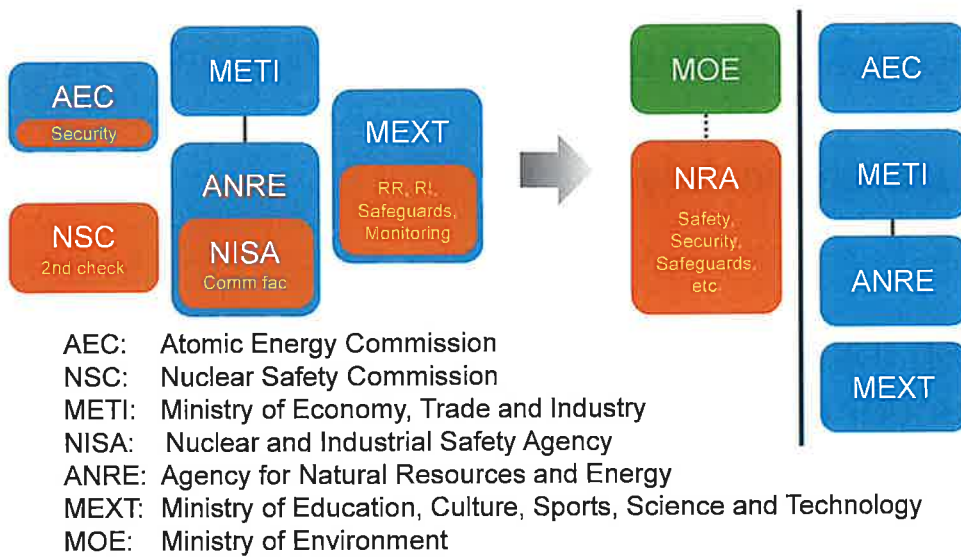 AEC
Security
METI
MEXT
RR, RI,
Safeguards,
Monitoring
NSC
2nd check
ANRE
NISA
Comm fac
MOE
NRA
Safety,
Security,
Safeguards,
etc
AEC
METI
ANRE
MEXT
AEC: Atomic Energy Commission
NSC: Nuclear Safety Commission
METI: Ministry of Economy, Trade and Industry
NISA: Nuclear and Industrial Safety Agency
ANRE: Agency for Natural Resources and Energy
MEXT: Ministry of Education, Culture, Sports, Science and Technology
MOE: Ministry of Environment